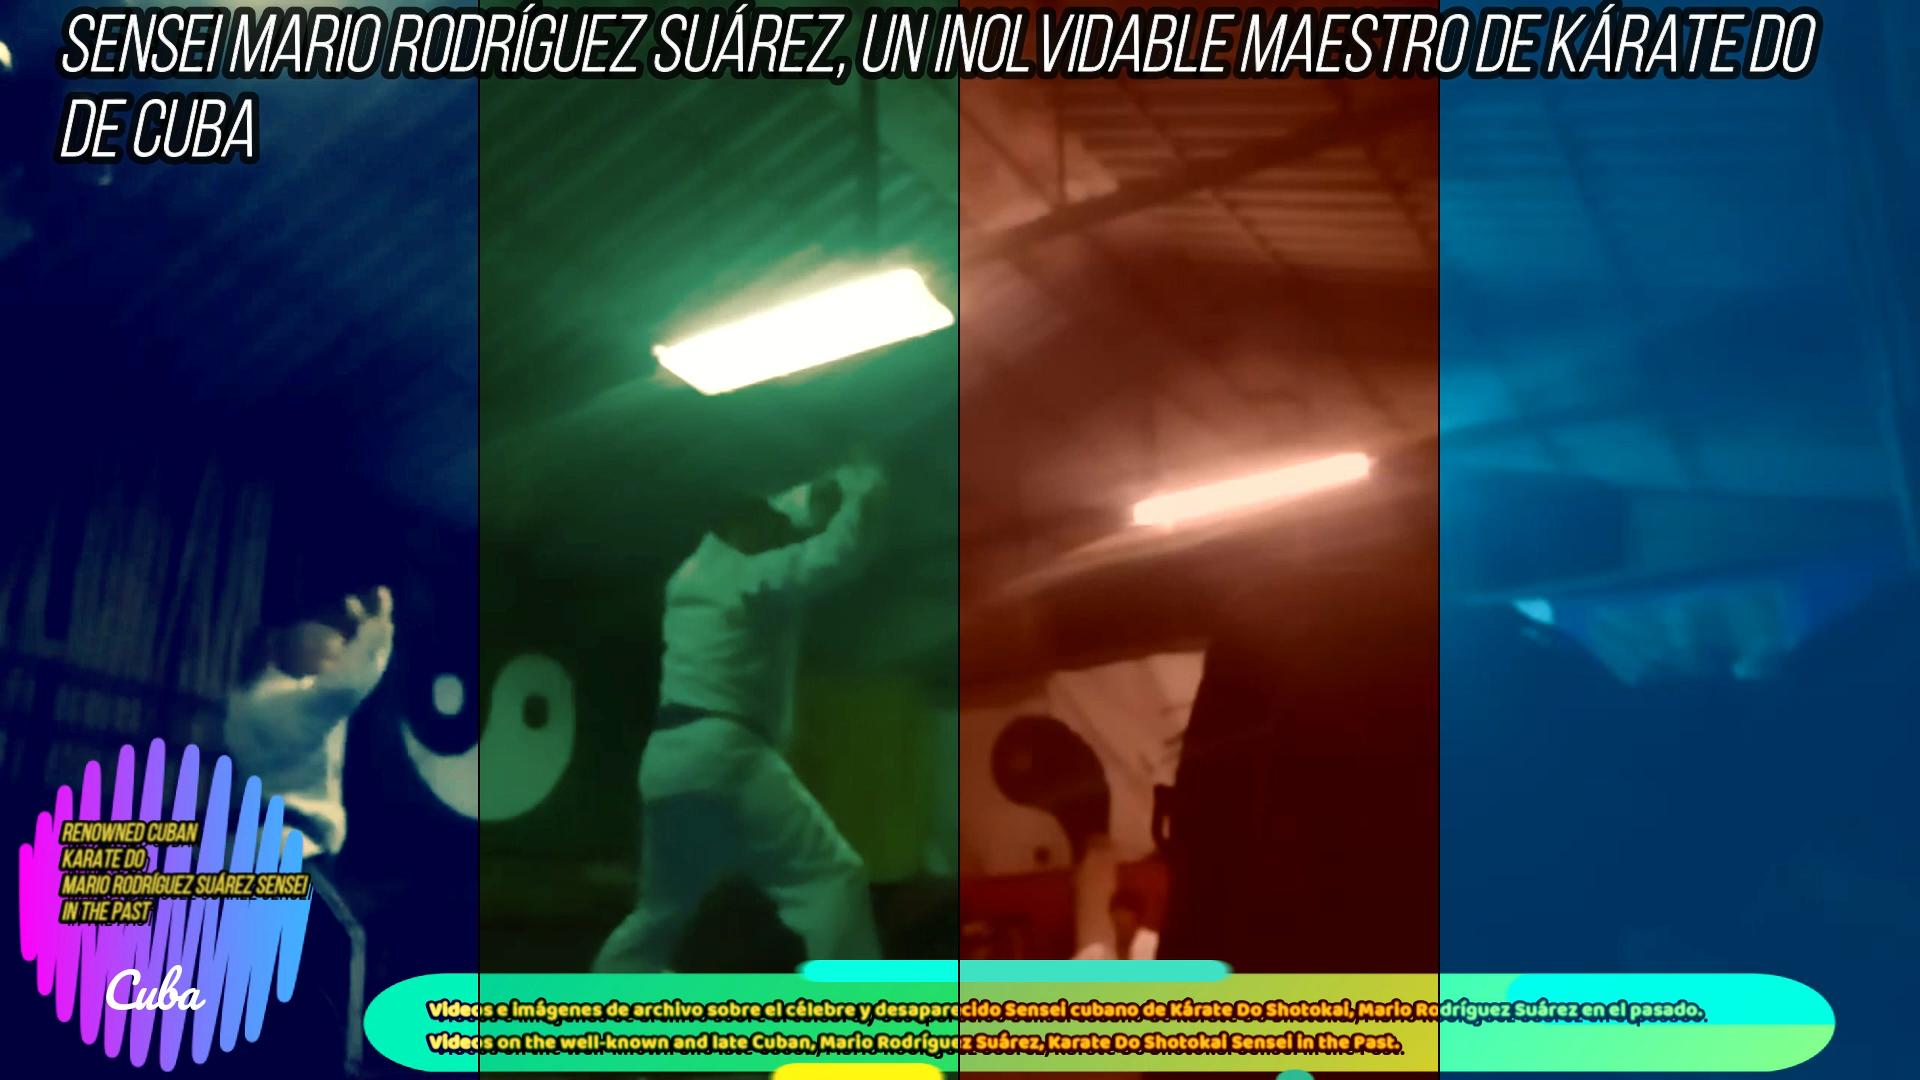 SENSEI MARIO RODRÍGUEZ SUÁREZ, UN INOLVIDABLE MAESTRO DE KÁRATE DO
DE CUBA
RENOWNED CUBAN
KARATE DO
MARIO RODRÍGUEZ SUÁREZ SENSEI
IN THE PAST
Cuba
Videos e imágenes de archivo sobre el célebre y desaparecido Sensei cubano de Kárate Do Shotokai, Mario Rodríguez Suárez en el pasado.
Videos on the well-known and late Cuban, Mario Rodríguez Suárez, Karate Do Shotokai Sensei in the Past.